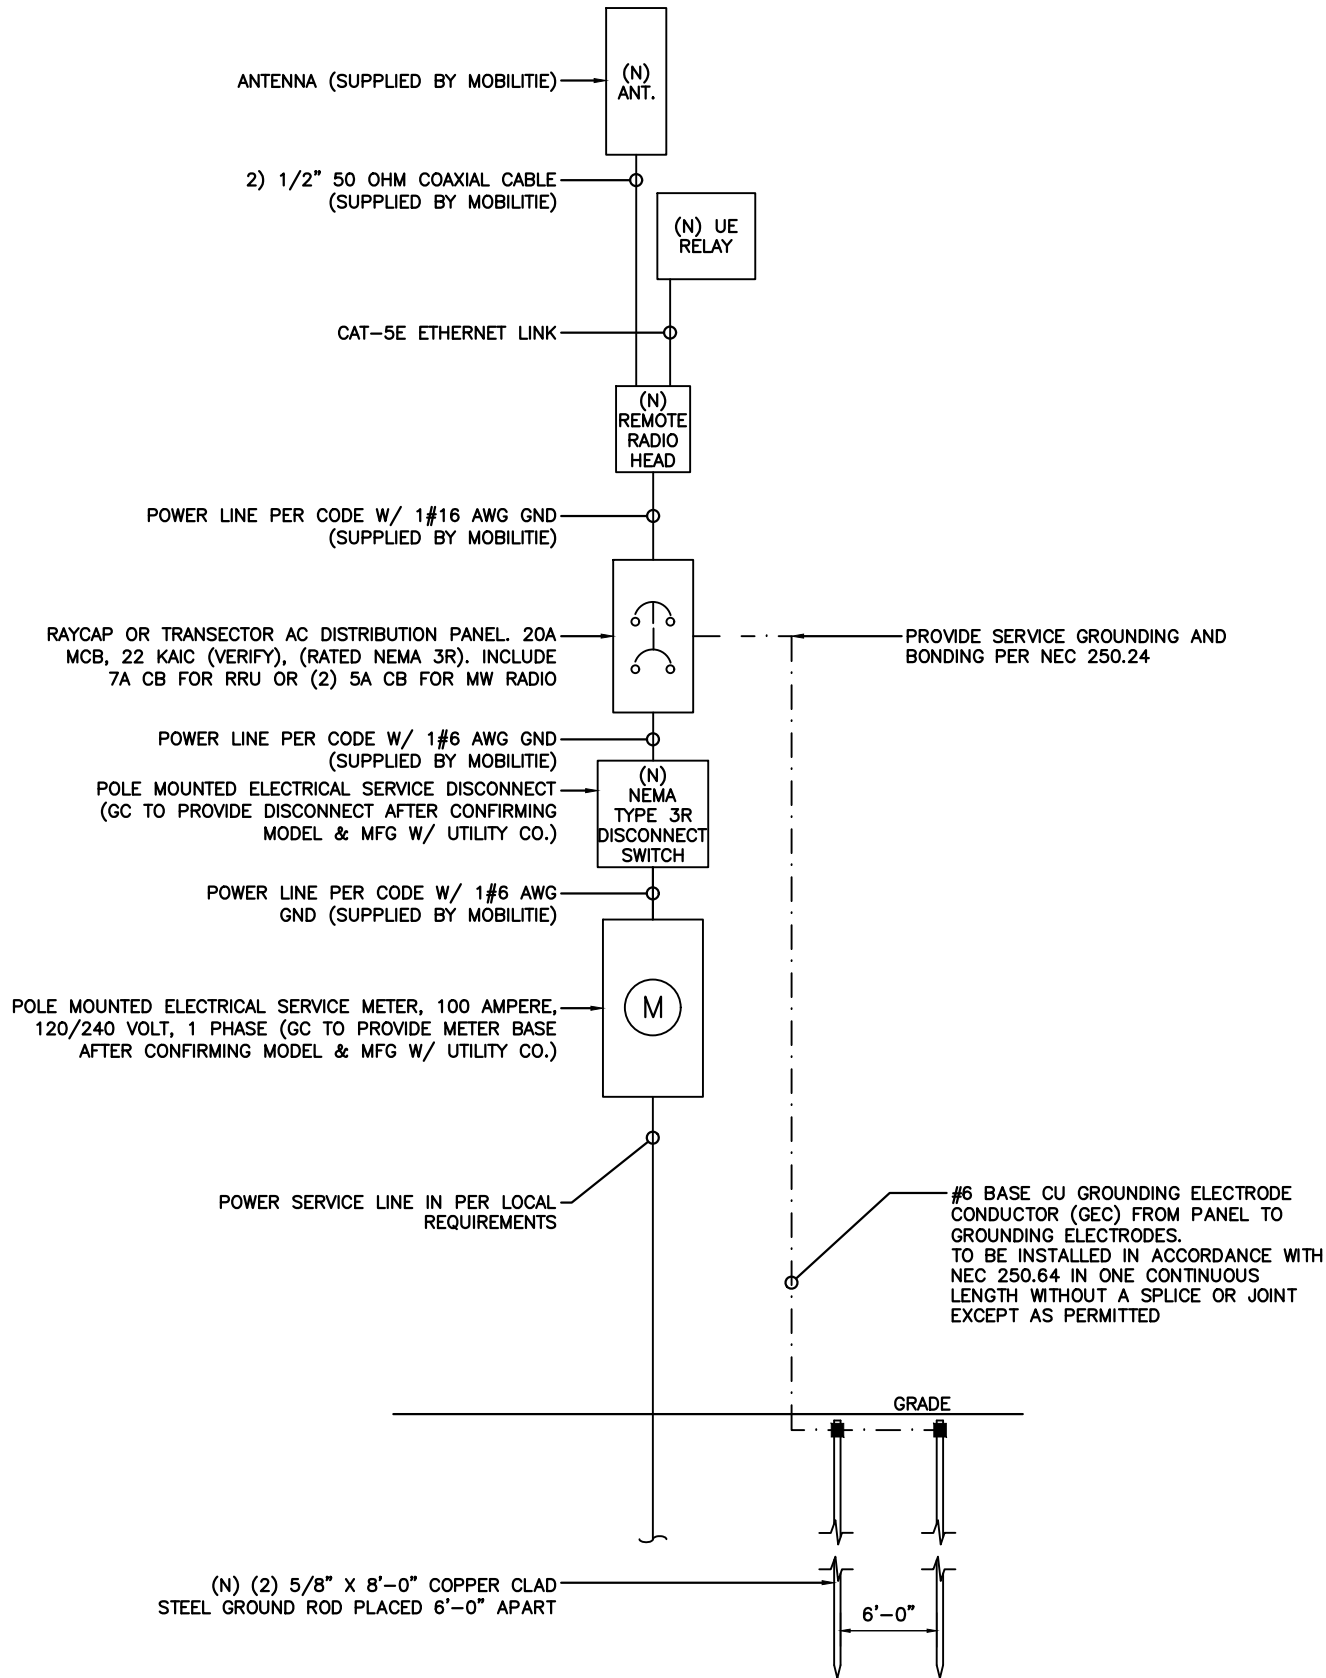 ANTENNA (SUPPLIED BY MOBILITIE)
(N)
ANT.
2) 1/2" 50 OHM COAXIAL CABLE
(SUPPLIED BY MOBILITIE)
(N) UE
RELAY
CAT-5E ETHERNET LINK
(N)
REMOTE
RADIO
HEAD
POWER LINE PER CODE W/ 1#16 AWG GND
(SUPPLIED BY MOBILITIE)
RAYCAP OR TRANSECTOR AC DISTRIBUTION PANEL. 20A
MCB, 22 KAIC (VERIFY), (RATED NEMA 3R). INCLUDE
7A CB FOR RRU OR (2) 5A CB FOR MW RADIO
PROVIDE SERVICE GROUNDING AND
BONDING PER NEC 250.24
POWER LINE PER CODE W/ 1#6 AWG GND
(SUPPLIED BY MOBILITIE)
POLE MOUNTED ELECTRICAL SERVICE DISCONNECT
(GC TO PROVIDE DISCONNECT AFTER CONFIRMING
MODEL & MFG W/ UTILITY CO.)
(N)
NEMA
TYPE 3R
DISCONNECT
SWITCH
POWER LINE PER CODE W/ 1#6 AWG
GND (SUPPLIED BY MOBILITIE)
POLE MOUNTED ELECTRICAL SERVICE METER, 100 AMPERE,
120/240 VOLT, 1 PHASE (GC TO PROVIDE METER BASE
AFTER CONFIRMING MODEL & MFG W/ UTILITY CO.)
M
POWER SERVICE LINE IN PER LOCAL
REQUIREMENTS
#6 BASE CU GROUNDING ELECTRODE
CONDUCTOR (GEC) FROM PANEL TO
GROUNDING ELECTRODES.
TO BE INSTALLED IN ACCORDANCE WITH
NEC 250.64 IN ONE CONTINUOUS
LENGTH WITHOUT A SPLICE OR JOINT
EXCEPT AS PERMITTED
GRADE
(N) (2) 5/8" X 8'-0" COPPER CLAD
STEEL GROUND ROD PLACED 6'-0" APART
6'-0"